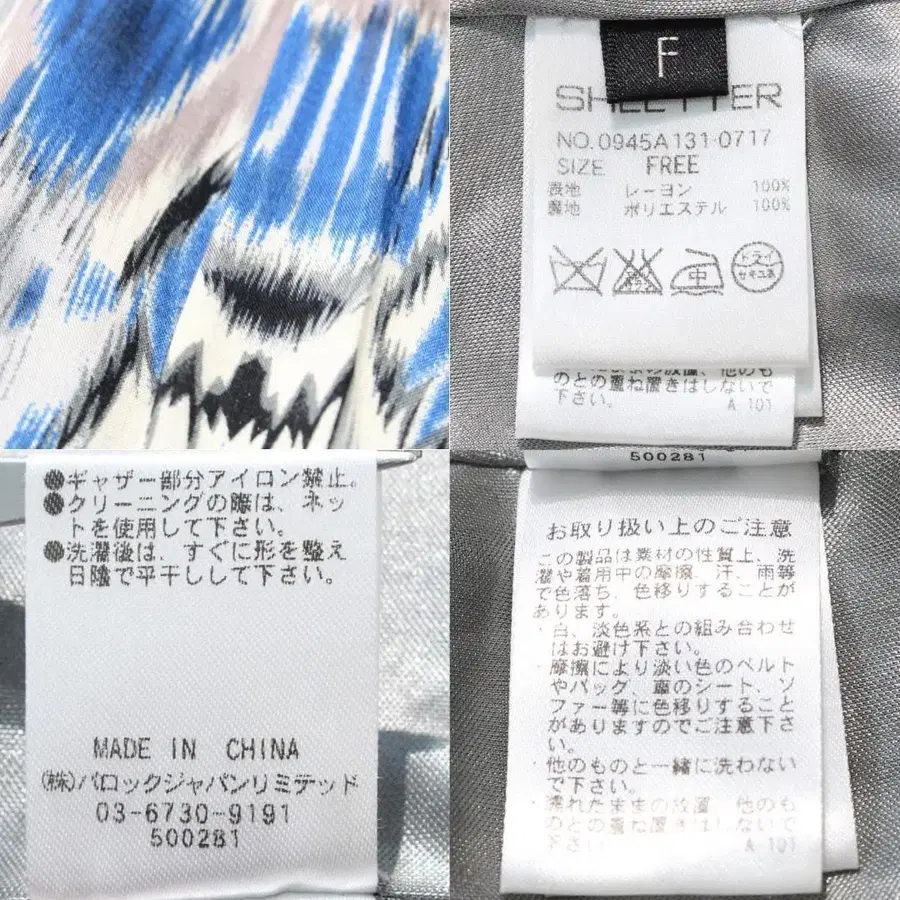 F
NO.0945A131-0717
SIZE FREE
表地 レーヨン 100%
裏地 ポリエステル 100%
中
ドライ
セキユ系
のとの重ね置きはしないで
下さい。
A 101
●ギャザー部分アイロン禁止。
●クリーニングの際は、ネッ
トを使用して下さい。
●洗濯後は、すぐに形を整え
日陰で平干しして下さい。
MADE IN CHINA
(株)バロックジャパンリミテッド
03-6730-9191
500281
500281
お取り扱い上のご注意
この製品は素材の性質上、洗
濯や着用中の摩擦、汗、雨等
で色落ち、色移りすることが
あります。
・白、淡色系との組み合わせ
はお避け下さい。
・摩擦により淡い色のベルト
やバッグ、車のシート、ソ
ファー等に色移りすること
がありますのでご注意下さ
い。
・他のものと一緒に洗わない
で下さい。
・濡れたままの放置、他のも
のとの重ね置きはしないで
下さい。
A 101